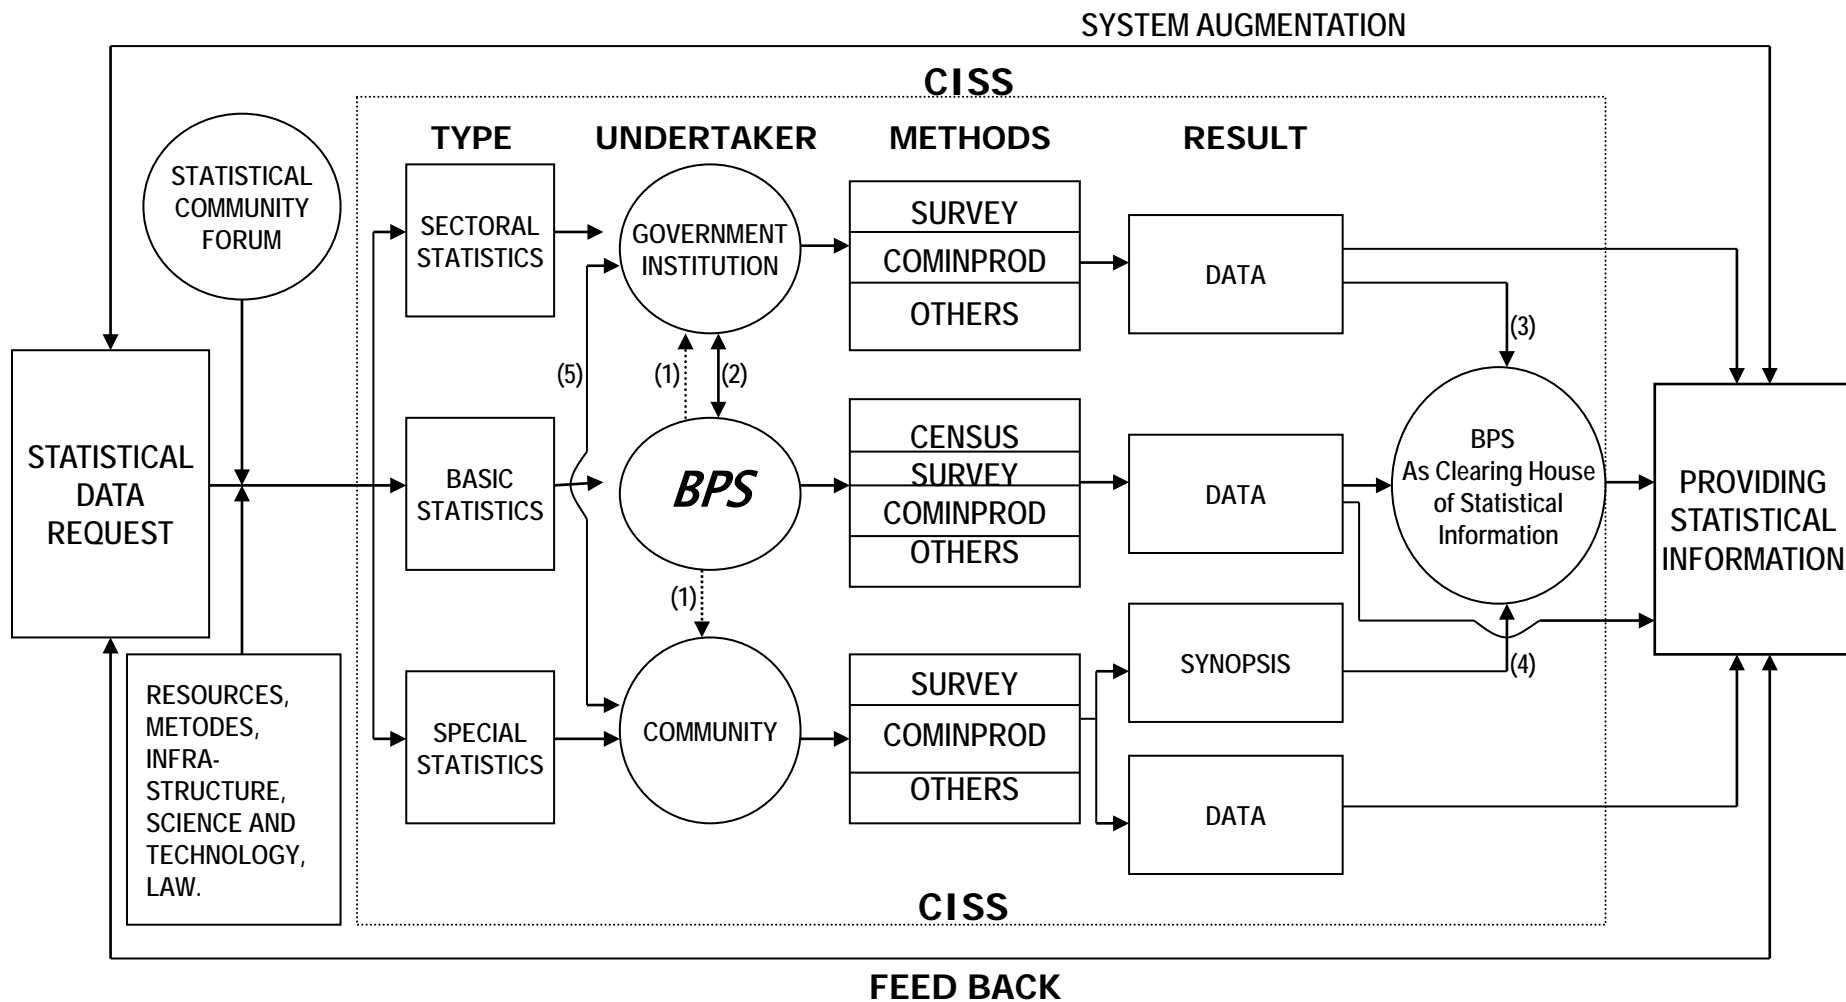 SYSTEM AUGMENTATION
CISS
TYPE
UNDERTAKER
METHODS
RESULT
STATISTICAL
COMMUNITY
FORUM
SECTORAL
STATISTICS
GOVERNMENT
INSTITUTION
SURVEY
COMINPROD
OTHERS
DATA
(3)
(5)
(1)
(2)
STATISTICAL
DATA
REQUEST
BASIC
STATISTICS
BPS
CENSUS
SURVEY
COMINPROD
OTHERS
DATA
BPS
As Clearing House
of Statistical
Information
PROVIDING
STATISTICAL
INFORMATION
(1)
RESOURCES,
METODES,
INFRA-
STRUCTURE,
SCIENCE AND
TECHNOLOGY,
LAW.
SPECIAL
STATISTICS
COMMUNITY
SURVEY
COMINPROD
OTHERS
SYNOPSIS
(4)
DATA
CISS
FEED BACK